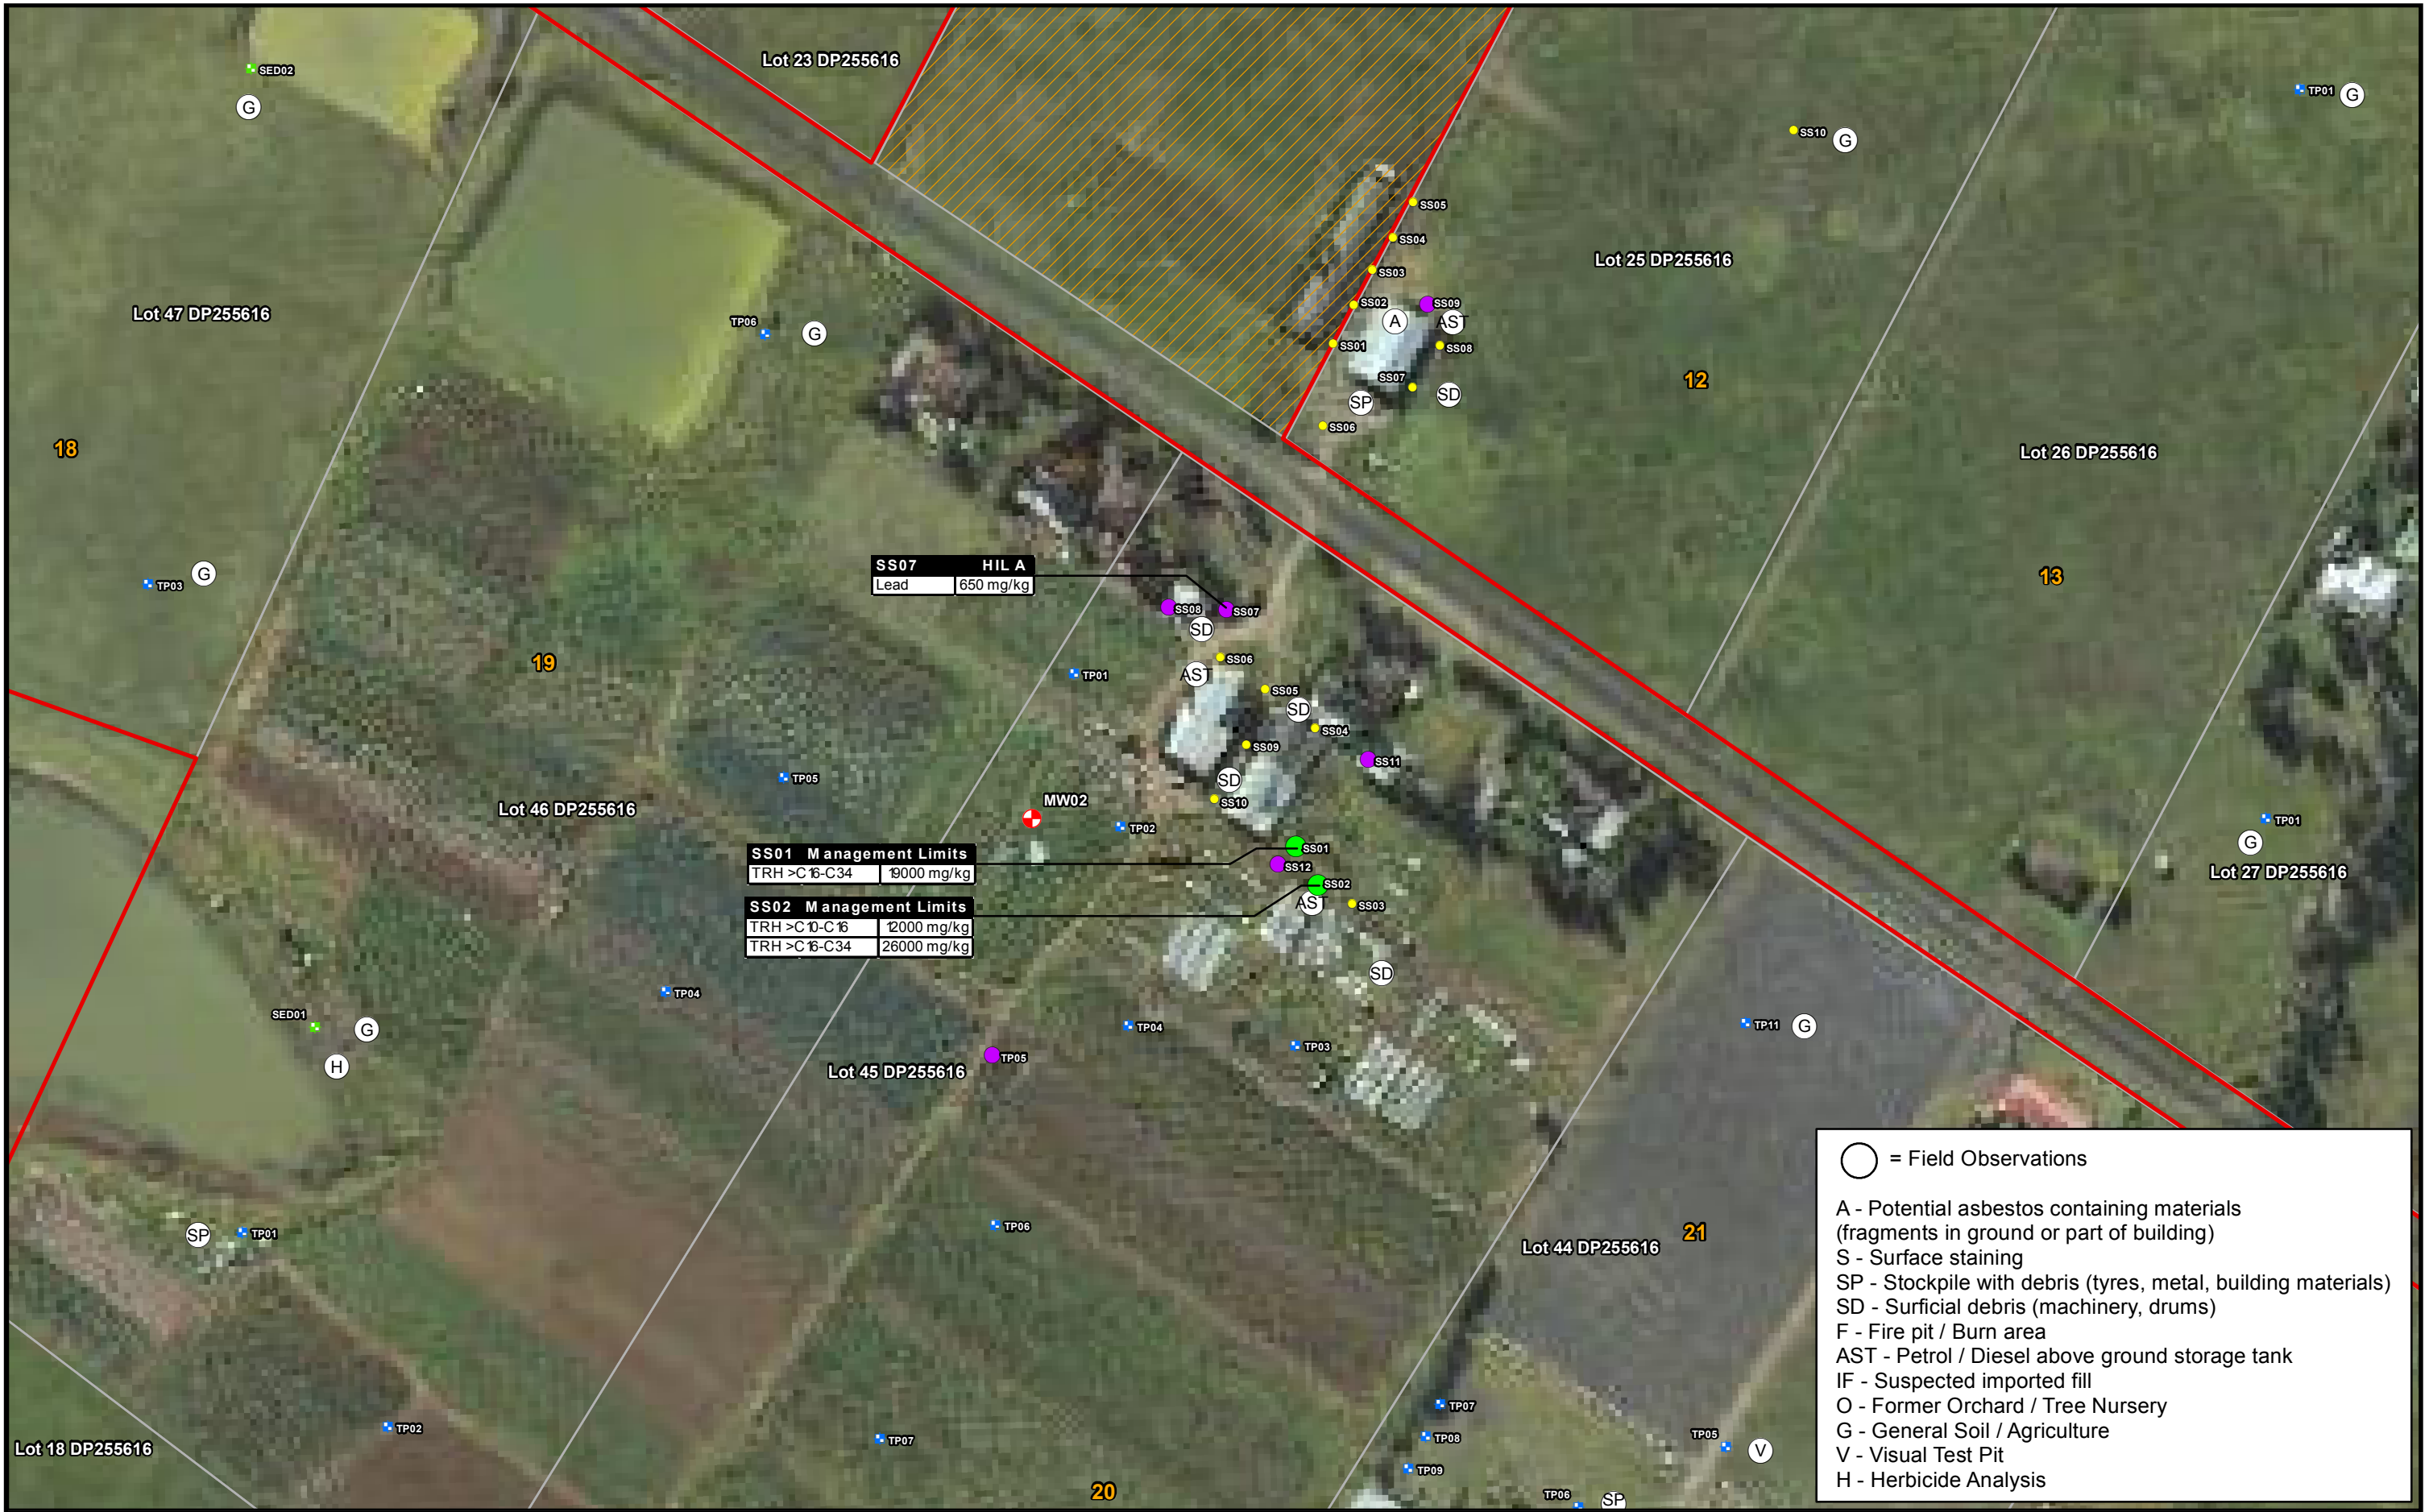 Lot 23 DP255616
SED02
G
TP01 G
SS10 G
SS05
SS04
Lot 25 DP255616
SS03
SS02
SS09
Lot 47 DP255616
TP06 G
A AST
SS01
SS08
SS07
12
SD
SP
SS06
18
Lot 26 DP255616
SS07 HIL A
Lead 650 mg/kg
13
TP03 G
SS08 SS07
SD
19
SS06
AST
TP01
SS05
SD
SS04
SS09
SS11
TP05
SD
Lot 46 DP255616
MW02
SS10
TP02
TP01
G
SS01 Management Limits
TRH >C16-C34 19000 mg/kg
SS01
SS12
Lot 27 DP255616
SS02 Management Limits
TRH >C10-C16 12000 mg/kg
TRH >C16-C34 26000 mg/kg
SS02
AST
SS03
SD
TP04
SED01
G
H
TP04
TP03
TP11 G
TP05
Lot 45 DP255616
SP TP01
TP06
Lot 44 DP255616
21
TP07
TP02
TP07
TP08
TP05 V
Lot 18 DP255616
TP09
20
TP06 SP
= Field Observations
A - Potential asbestos containing materials
(fragments in ground or part of building)
S - Surface staining
SP - Stockpile with debris (tyres, metal, building materials)
SD - Surficial debris (machinery, drums)
F - Fire pit / Burn area
AST - Petrol / Diesel above ground storage tank
IF - Suspected imported fill
O - Former Orchard / Tree Nursery
G - General Soil / Agriculture
V - Visual Test Pit
H - Herbicide Analysis